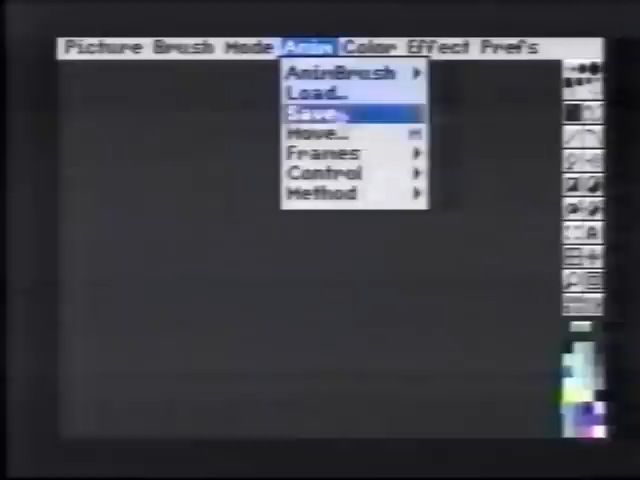 Picture Brush Mode Anim Color Effect Prefs
AnimBrush
Load...
Save...
Move... M
Frames
Control
Method